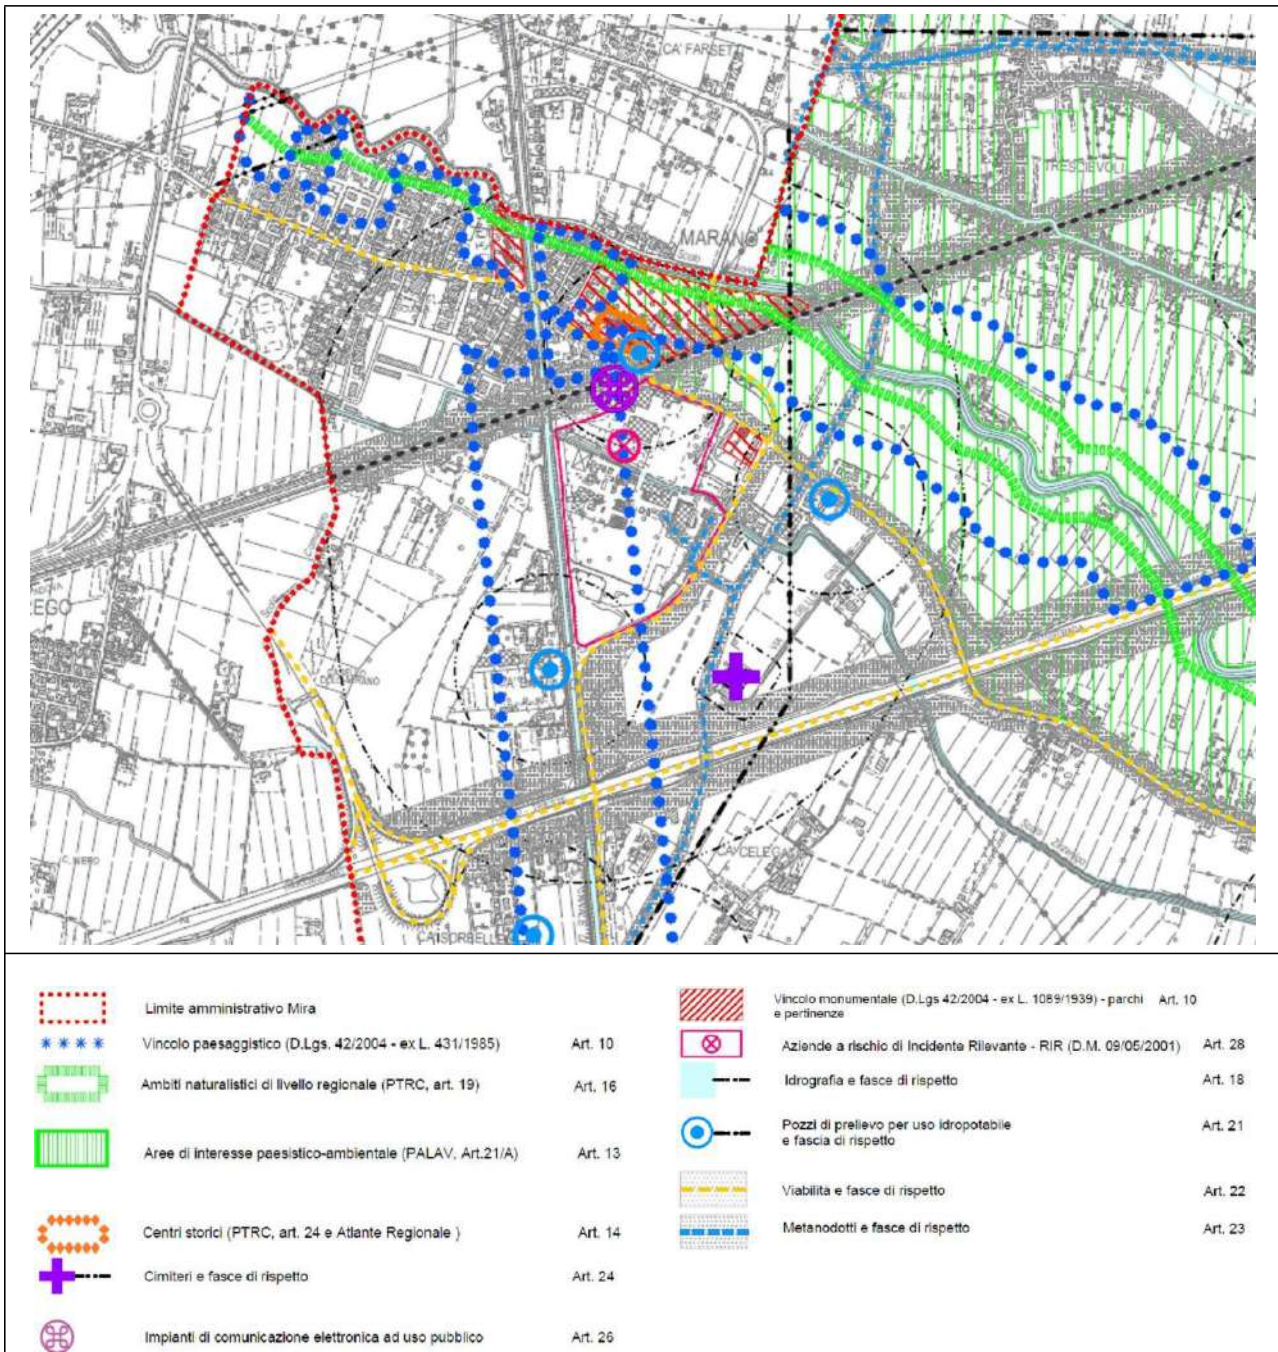 CA' FARSETTI
TRESCIEVOLI
MARANO
EGO
CA' CELEGA
C. NERO
CA' SORBELLE
Limite amministrativo Mira
Vincolo paesaggistico (D.Lgs. 42/2004 - ex L. 431/1985) Art. 10
Ambiti naturalistici di livello regionale (PTRC, art. 19) Art. 16
Aree di interesse paesistico-ambientale (PALAV, Art.21/A) Art. 13
Centri storici (PTRC, art. 24 e Atlante Regionale ) Art. 14
Cimiteri e fasce di rispetto Art. 24
Impianti di comunicazione elettronica ad uso pubblico Art. 26
Vincolo monumentale (D.Lgs 42/2004 - ex L. 1089/1939) - parchi Art. 10
e pertinenze
Aziende a rischio di Incidente Rilevante - RIR (D.M. 09/05/2001) Art. 28
Idrografia e fasce di rispetto Art. 18
Pozzi di prelievo per uso idropotabile Art. 21
e fascia di rispetto
Viabilità e fasce di rispetto Art. 22
Metanodotti e fasce di rispetto Art. 23